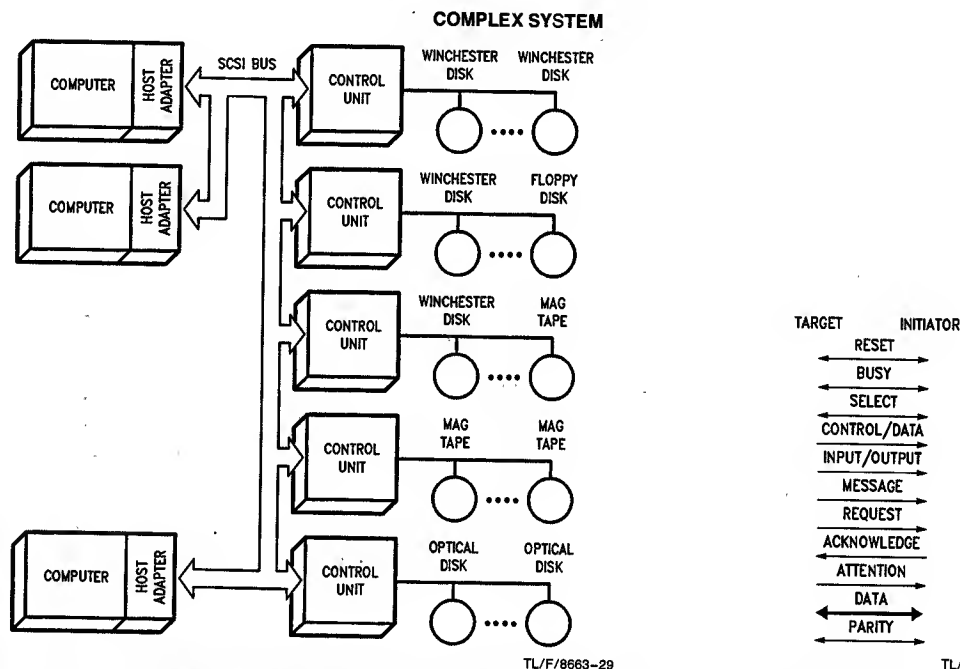 COMPLEX SYSTEM
COMPUTER
HOST
ADAPTER
SCSI BUS
CONTROL
UNIT
WINCHESTER
DISK
WINCHESTER
DISK
COMPUTER
HOST
ADAPTER
CONTROL
UNIT
WINCHESTER
DISK
FLOPPY
DISK
CONTROL
UNIT
WINCHESTER
DISK
MAG
TAPE
CONTROL
UNIT
MAG
TAPE
MAG
TAPE
COMPUTER
HOST
ADAPTER
CONTROL
UNIT
OPTICAL
DISK
OPTICAL
DISK
TL/F/8663-29
TARGET INITIATOR
RESET
BUSY
SELECT
CONTROL/DATA
INPUT/OUTPUT
MESSAGE
REQUEST
ACKNOWLEDGE
ATTENTION
DATA
PARITY
TL/